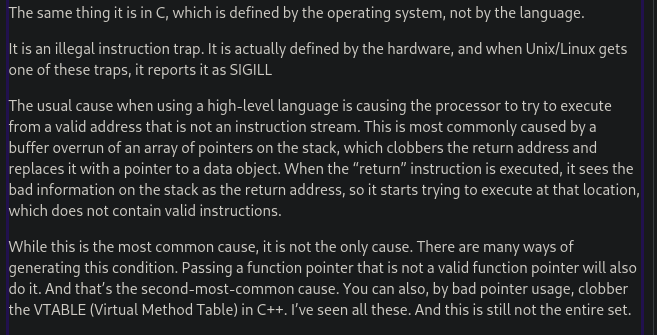 The same thing it is in C, which is defined by the operating system, not by the language.
It is an illegal instruction trap. It is actually defined by the hardware, and when Unix/Linux gets
one of these traps, it reports it as SIGILL
The usual cause when using a high-level language is causing the processor to try to execute
from a valid address that is not an instruction stream. This is most commonly caused by a
buffer overrun of an array of pointers on the stack, which clobbers the return address and
replaces it with a pointer to a data object. When the “return” instruction is executed, it sees the
bad information on the stack as the return address, so it starts trying to execute at that location,
which does not contain valid instructions.
While this is the most common cause, it is not the only cause. There are many ways of
generating this condition. Passing a function pointer that is not a valid function pointer will also
do it. And that’s the second-most-common cause. You can also, by bad pointer usage, clobber
the VTABLE (Virtual Method Table) in C++. I’ve seen all these. And this is still not the entire set.